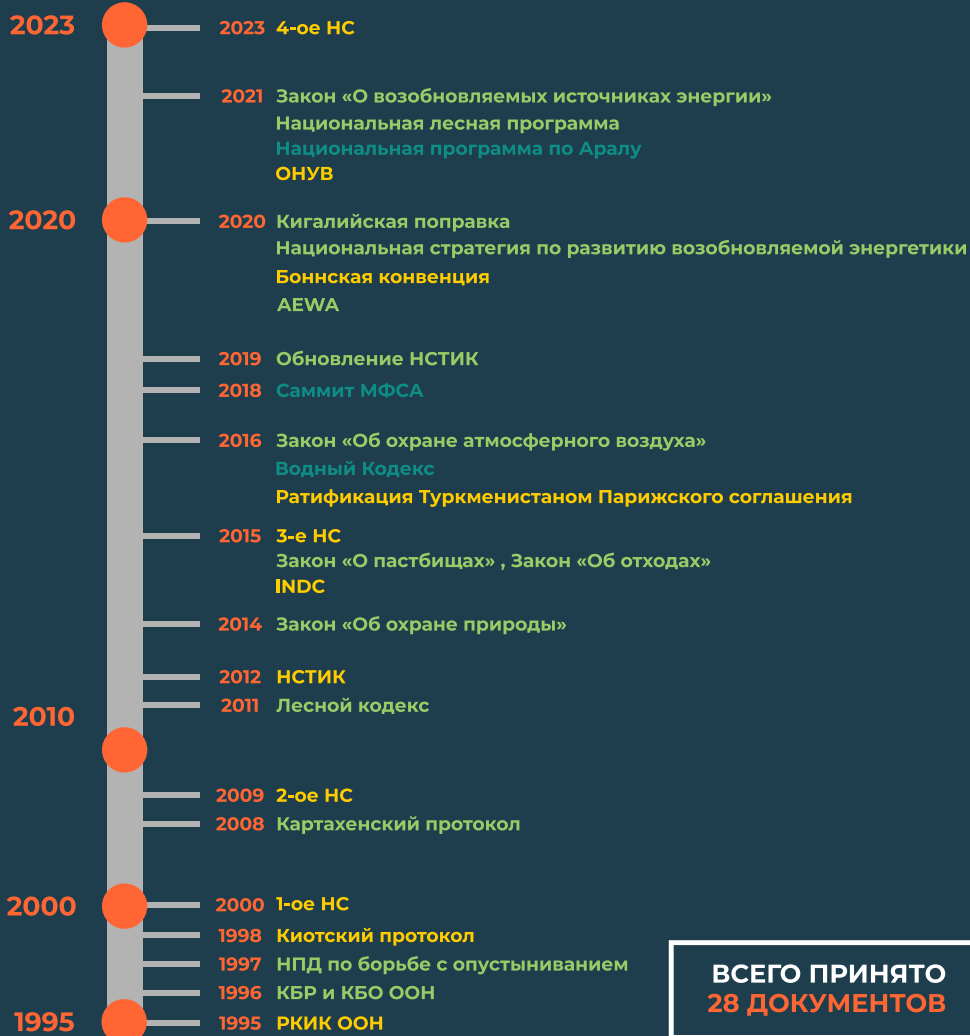 2023
2023 4-ое НС
2021 Закон «О возобновляемых источниках энергии»
Национальная лесная программа
Национальная программа по Аралу
ОНУВ
2020
2020 Кигалийская поправка
Национальная стратегия по развитию возобновляемой энергетики
Боннская конвенция
AEWA
2019 Обновление НСТИК
2018 Саммит МФСА
2016 Закон «Об охране атмосферного воздуха»
Водный Кодекс
Ратификация Туркменистаном Парижского соглашения
2015 3-е НС
Закон «О пастбищах» , Закон «Об отходах»
INDC
2014 Закон «Об охране природы»
2012 НСТИК
2011 Лесной кодекс
2010
2009 2-ое НС
2008 Картахенский протокол
2000
2000 1-ое НС
1998 Киотский протокол
1997 НПД по борьбе с опустыниванием
1996 КБР и КБО ООН
1995
1995 РКИК ООН
ВСЕГО ПРИНЯТО
28 ДОКУМЕНТОВ